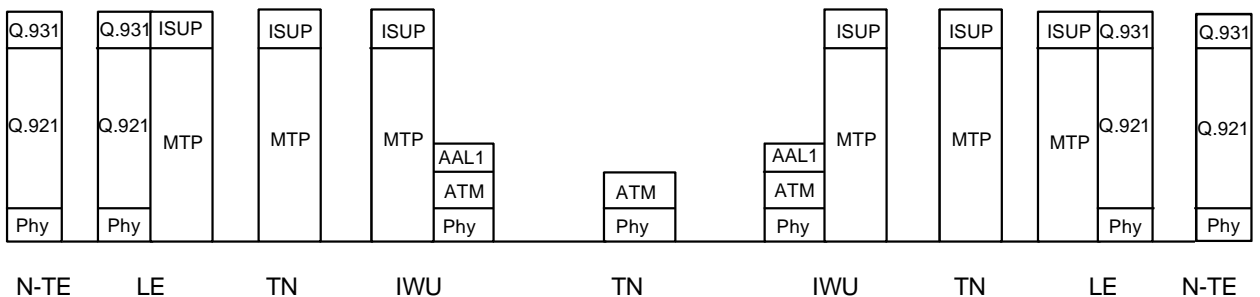 Q.931 Q.931 ISUP ISUP ISUP ISUP ISUP ISUP Q.931 Q.931
Q.921 Q.921 MTP MTP MTP MTP MTP MTP Q.921 Q.921
AAL1 AAL1
ATM ATM ATM
Phy Phy Phy Phy Phy Phy Phy
N-TE LE TN IWU TN IWU TN LE N-TE